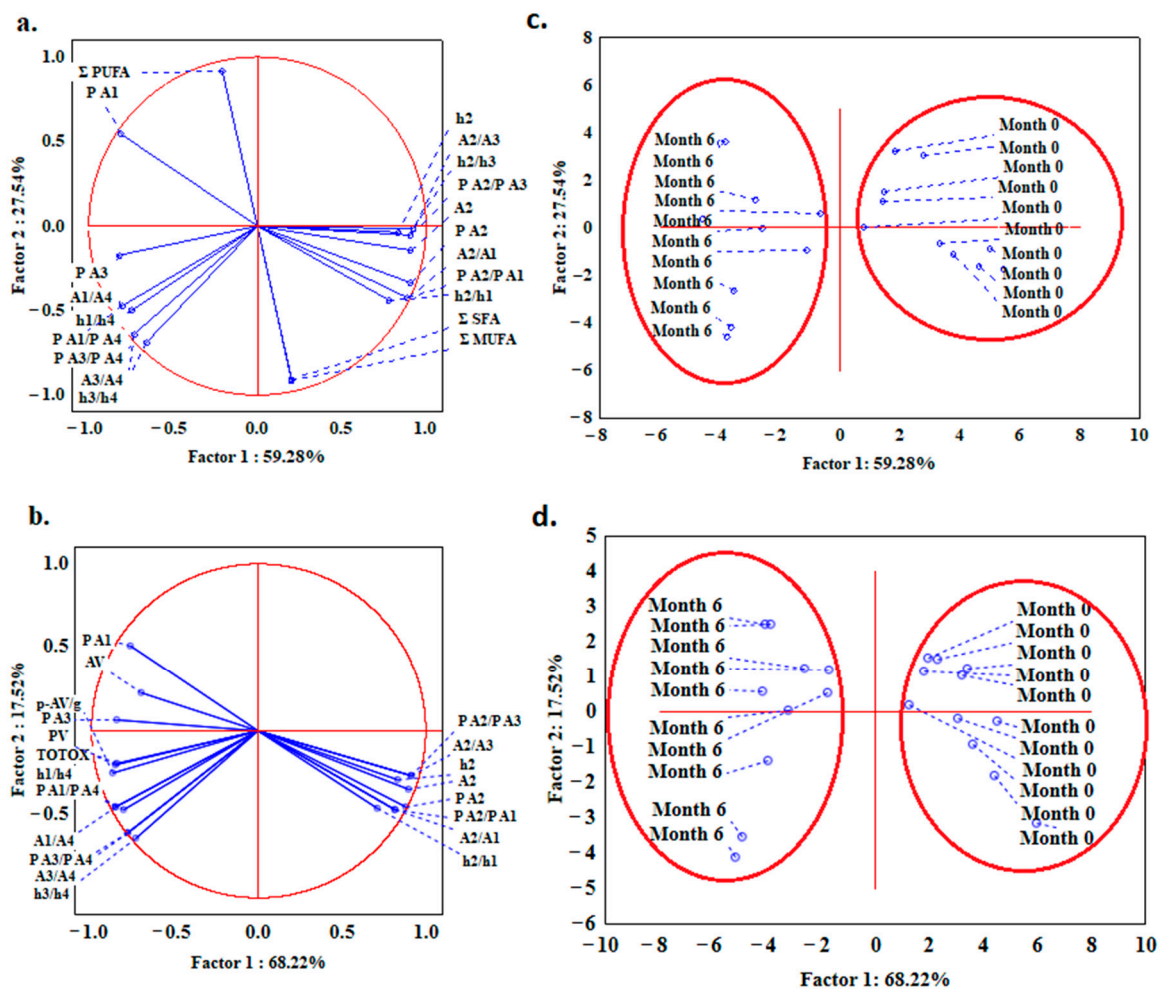 a.
1.0
0.5
0.0
−0.5
−1.0
Factor 2 : 27.54%
Σ PUFA
P A1
P A3
A1/A4
h1/h4
P A1/P A4
P A3/P A4
A3/A4
h3/h4
h2
A2/A3
h2/h3
P A2/P A3
A2
P A2
A2/A1
P A2/P A1
h2/h1
Σ SFA
Σ MUFA
−1.0
−0.5
0.0
0.5
1.0
Factor 1 : 59.28%
c.
8
6
4
2
0
−2
−4
−6
−8
Factor 2: 27.54%
Month 6
Month 6
Month 6
Month 6
Month 6
Month 6
Month 6
Month 6
Month 6
Month 6
Month 0
Month 0
Month 0
Month 0
Month 0
Month 0
Month 0
Month 0
Month 0
Month 0
−8
−6
−4
−2
0
2
4
6
8
10
Factor 1: 59.28%
b.
1.0
0.5
0.0
−0.5
−1.0
Factor 2 : 17.52%
P A1
AV
p-AV/g
P A3
PV
TOTOX
h1/h4
P A1/P A4
A1/A4
P A3/P A4
A3/A4
h3/h4
P A2/P A3
A2/A3
h2
A2
P A2
P A2/P A1
A2/A1
h2/h1
−1.0
−0.5
0.0
0.5
1.0
Factor 1 : 68.22%
d.
5
4
3
2
1
0
−1
−2
−3
−4
−5
−6
Factor 2: 17.52%
Month 6
Month 6
Month 6
Month 6
Month 6
Month 6
Month 6
Month 6
Month 6
Month 6
Month 0
Month 0
Month 0
Month 0
Month 0
Month 0
Month 0
Month 0
Month 0
Month 0
Month 0
−10
−8
−6
−4
−2
0
2
4
6
8
10
Factor 1: 68.22%